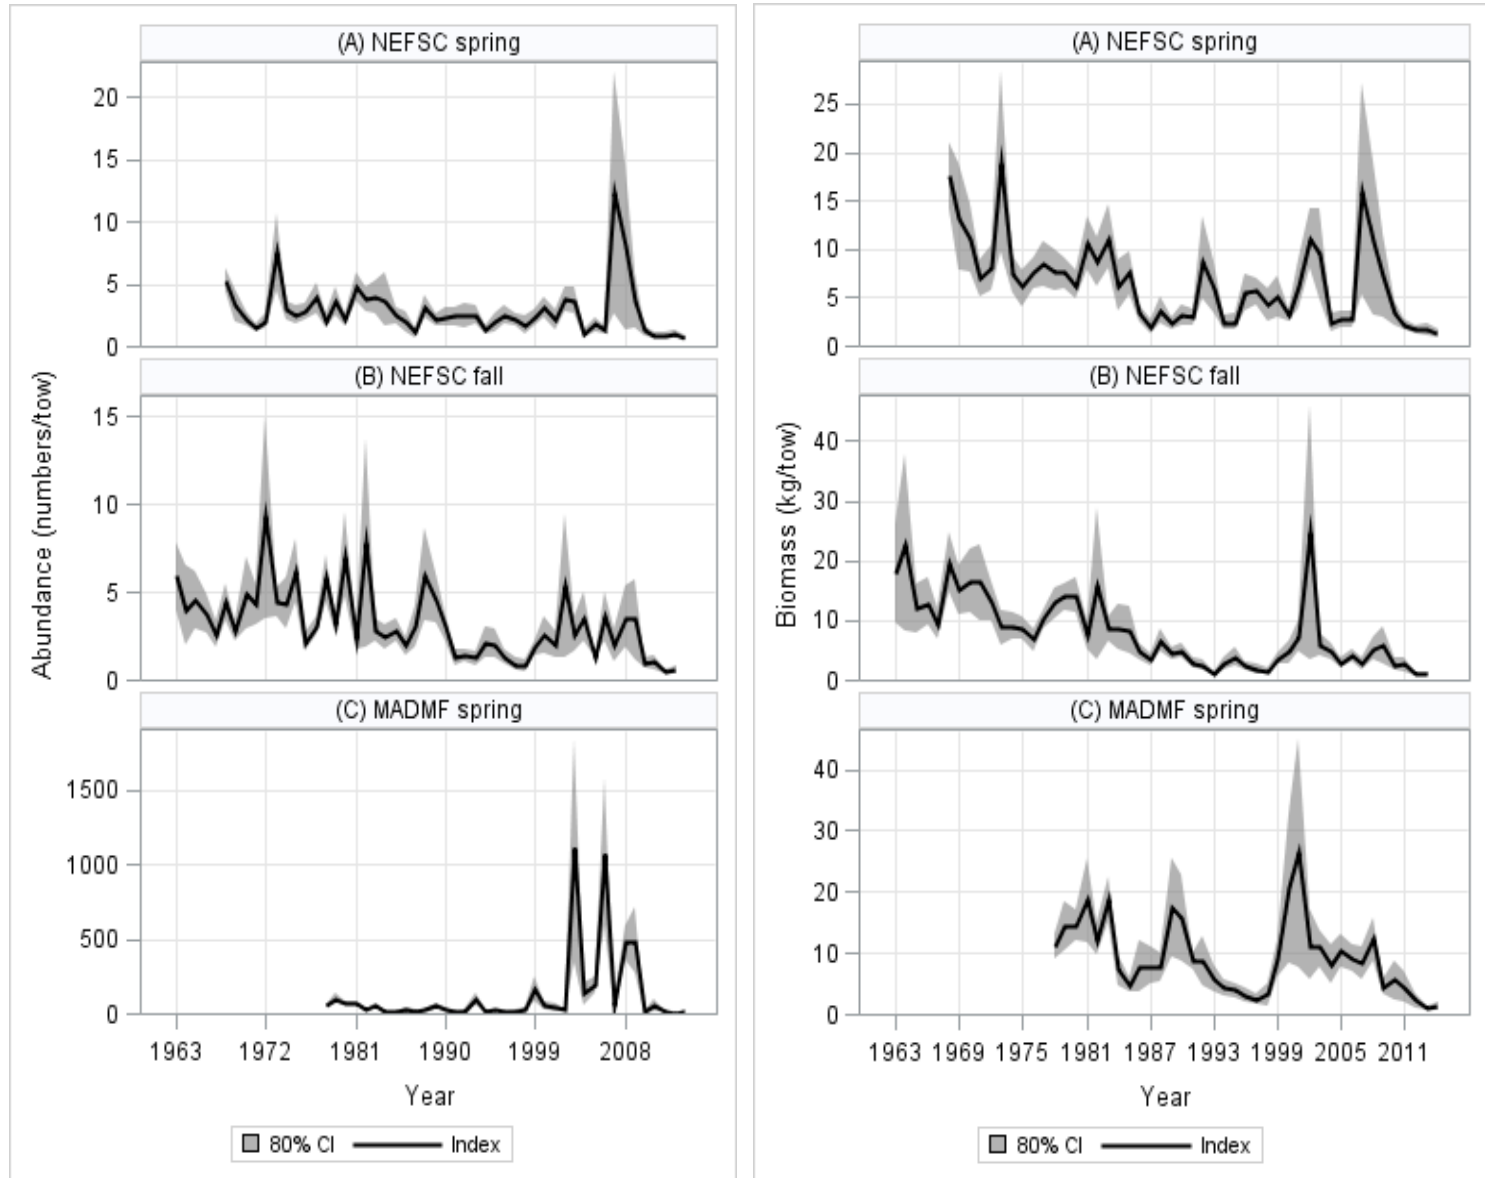 (A) NEFSC spring
20
15
10
5
0
(B) NEFSC fall
15
10
5
0
(C) MADMF spring
1500
1000
500
0
1963 1972 1981 1990 1999 2008
Abundance (numbers/tow)
Year
80% CI Index
(A) NEFSC spring
25
20
15
10
5
0
(B) NEFSC fall
40
30
20
10
0
(C) MADMF spring
40
30
20
10
0
1963 1969 1975 1981 1987 1993 1999 2005 2011
Biomass (kg/tow)
Year
80% CI Index